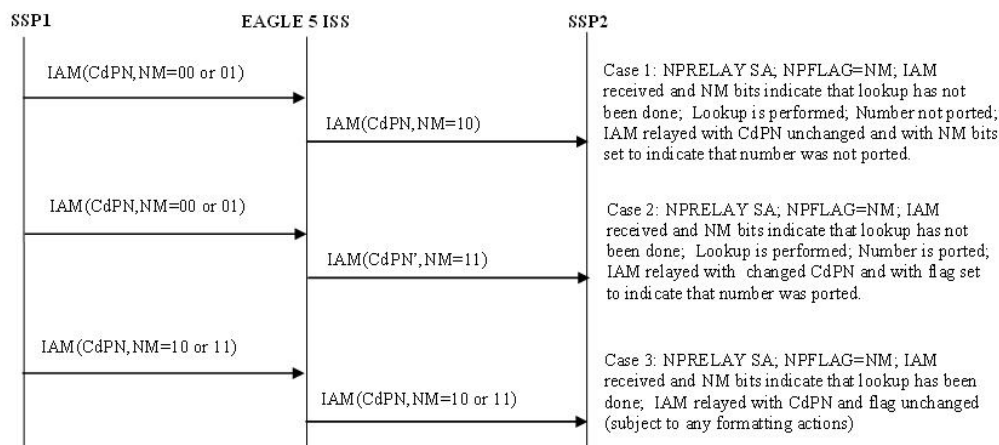 SSP1 EAGLE 5 ISS SSP2
IAM(CdPN,NM=00 or 01)
IAM(CdPN,NM=10)
Case 1: NPRELAY SA; NPFLAG=NM; IAM
received and NM bits indicate that lookup has not
been done; Lookup is performed; Number not ported;
IAM relayed with CdPN unchanged and with NM bits
set to indicate that number was not ported.
IAM(CdPN,NM=00 or 01)
IAM(CdPN',NM=11)
Case 2: NPRELAY SA; NPFLAG=NM; IAM
received and NM bits indicate that lookup has not
been done; Lookup is performed; Number is ported;
IAM relayed with changed CdPN and with flag set
to indicate that number was ported.
IAM(CdPN,NM=10 or 11)
IAM(CdPN,NM=10 or 11)
Case 3: NPRELAY SA; NPFLAG=NM; IAM
received and NM bits indicate that lookup has been
done; IAM relayed with CdPN and flag unchanged
(subject to any formatting actions)